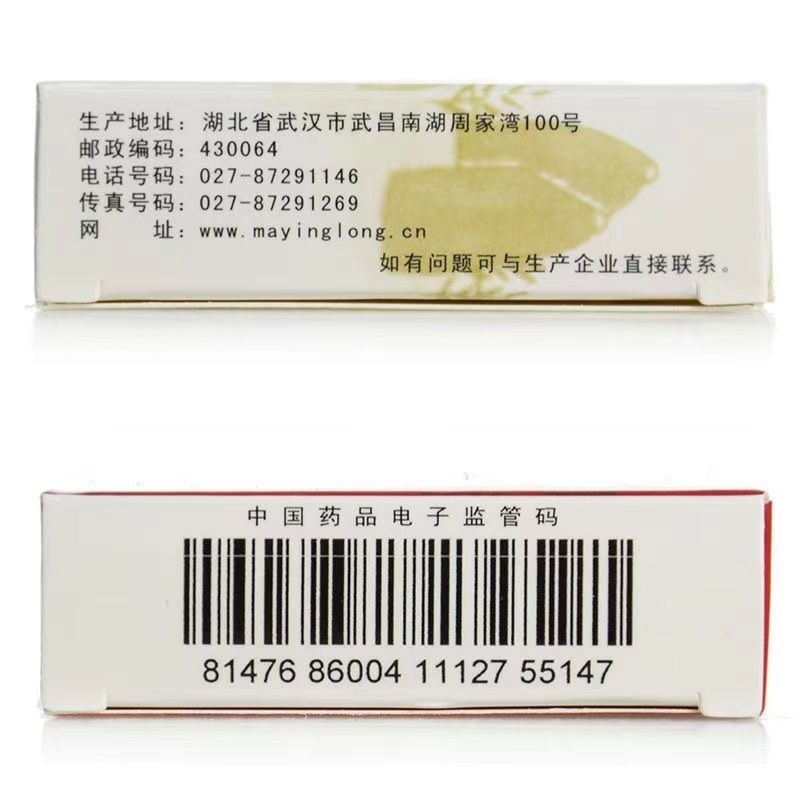 生产地址：湖北省武汉市武昌南湖周家湾100号
邮政编码：430064
电话号码：027-87291146
传真号码：027-87291269
网　　址：www.mayinglong.cn
如有问题可与生产企业直接联系。
中国药品电子监管码
81476 86004 11127 55147